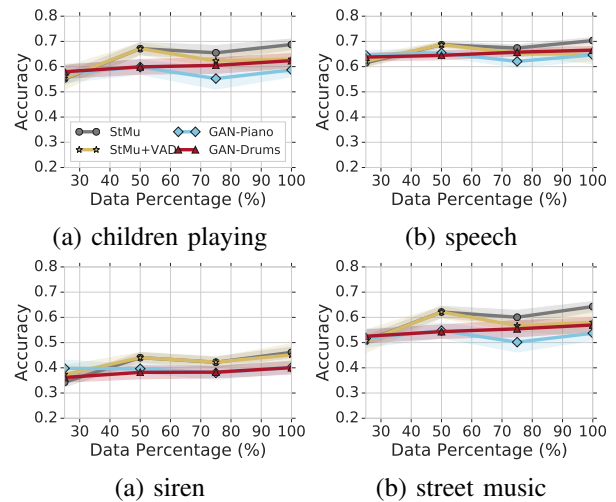 0.8
0.7
0.6
0.5
0.4
0.3
0.2
Accuracy
StMu
GAN-Piano
StMu+VAD
GAN-Drums
30 40 50 60 70 80 90 100
Data Percentage (%)
(a) children playing
0.8
0.7
0.6
0.5
0.4
0.3
0.2
Accuracy
30 40 50 60 70 80 90 100
Data Percentage (%)
(b) speech
0.8
0.7
0.6
0.5
0.4
0.3
0.2
Accuracy
30 40 50 60 70 80 90 100
Data Percentage (%)
(a) siren
0.8
0.7
0.6
0.5
0.4
0.3
0.2
Accuracy
30 40 50 60 70 80 90 100
Data Percentage (%)
(b) street music